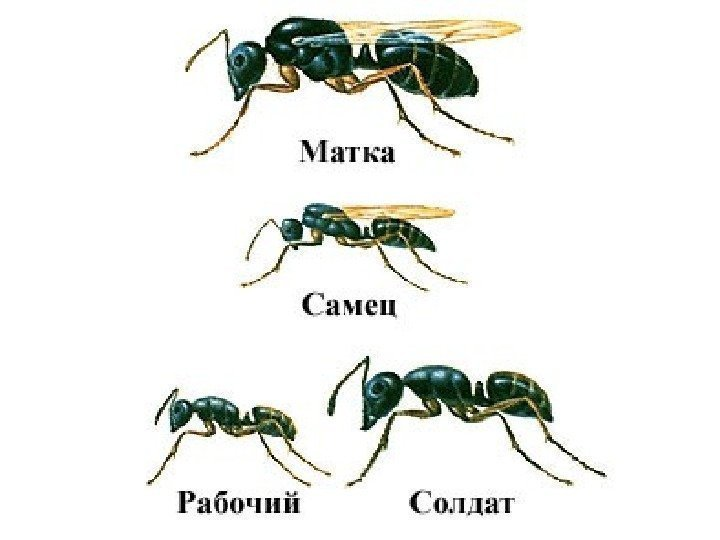 Матка
Самец
Рабочий
Солдат